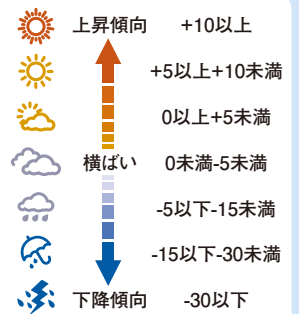 上昇傾向 +10以上
+5以上+10未満
0以上+5未満
横ばい 0未満-5未満
-5以下-15未満
-15以下-30未満
下降傾向 -30以下